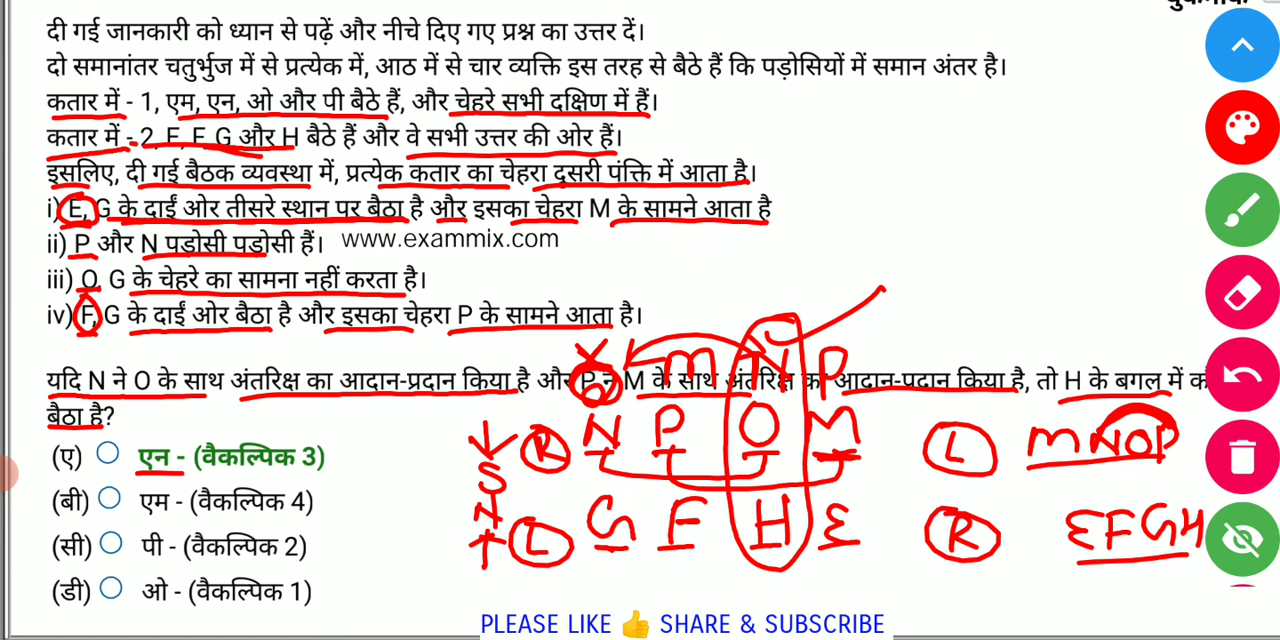 दी गई जानकारी को ध्यान से पढ़ें और नीचे दिए गए प्रश्न का उत्तर दें।
दो समानांतर चतुर्भुज में से प्रत्येक में, आठ में से चार व्यक्ति इस तरह से बैठे हैं कि पड़ोसियों में समान अंतर है।
कतार में - 1, एम, एन, ओ और पी बैठे हैं, और चेहरे सभी दक्षिण में हैं।
कतार में - 2, E, F, G और H बैठे हैं और वे सभी उत्तर की ओर हैं।
इसलिए, दी गई बैठक व्यवस्था में, प्रत्येक कतार का चेहरा दूसरी पंक्ति में आता है।
i) E, G के दाईं ओर तीसरे स्थान पर बैठा है और इसका चेहरा M के सामने आता है
ii) P और N पड़ोसी पड़ोसी हैं। www.exammix.com
iii) O, G के चेहरे का सामना नहीं करता है।
iv) F, G के दाईं ओर बैठा है और इसका चेहरा P के सामने आता है।
O M N P
यदि N ने O के साथ अंतरिक्ष का आदान-प्रदान किया है और P ने M के साथ अंतरिक्ष का आदान-प्रदान किया है, तो H के बगल में
बैठा है?
R N P O M L M N O P
(ए) एन - (वैकल्पिक 3)
S
(बी) एम - (वैकल्पिक 4)
N L G F H E R E F G H
(सी) पी - (वैकल्पिक 2)
(डी) ओ - (वैकल्पिक 1)
PLEASE LIKE 👍 SHARE & SUBSCRIBE